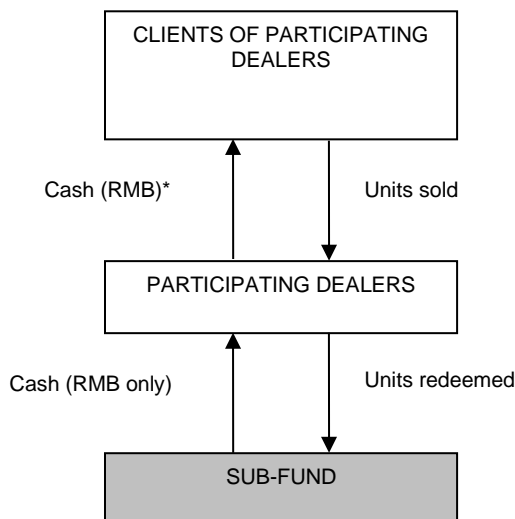 CLIENTS OF PARTICIPATING
DEALERS
Cash (RMB)*
Units sold
PARTICIPATING DEALERS
Cash (RMB only)
Units redeemed
SUB-FUND